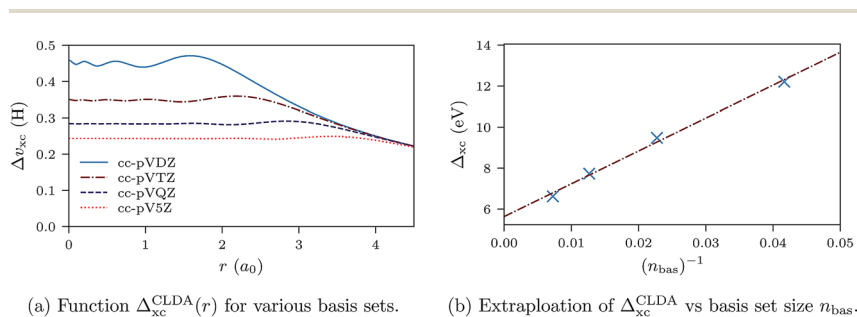 0.5
0.4
0.3
0.2
0.1
0.0
Δv_xc (H)
cc-pVDZ
cc-pVTZ
cc-pVQZ
cc-pV5Z
0 1 2 3 4
r (a₀)
(a) Function Δ_xc^CLDA(r) for various basis sets.
14
12
10
8
6
Δ_xc (eV)
0.00 0.01 0.02 0.03 0.04 0.05
(n_bas)⁻¹
(b) Extraploation of Δ_xc^CLDA vs basis set size n_bas.